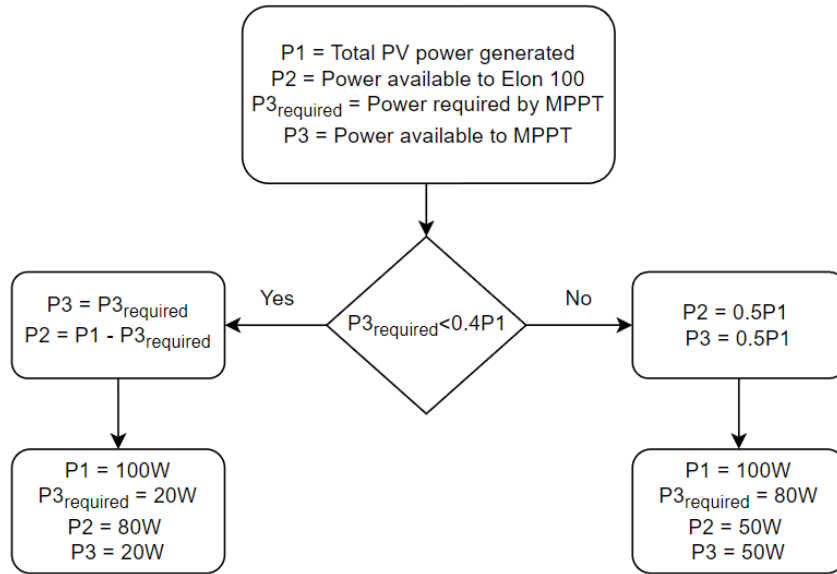 P1 = Total PV power generated
P2 = Power available to Elon 100
P3required = Power required by MPPT
P3 = Power available to MPPT
Yes
P3required<0.4P1
No
P3 = P3required
P2 = P1 - P3required
P2 = 0.5P1
P3 = 0.5P1
P1 = 100W
P3required = 20W
P2 = 80W
P3 = 20W
P1 = 100W
P3required = 80W
P2 = 50W
P3 = 50W